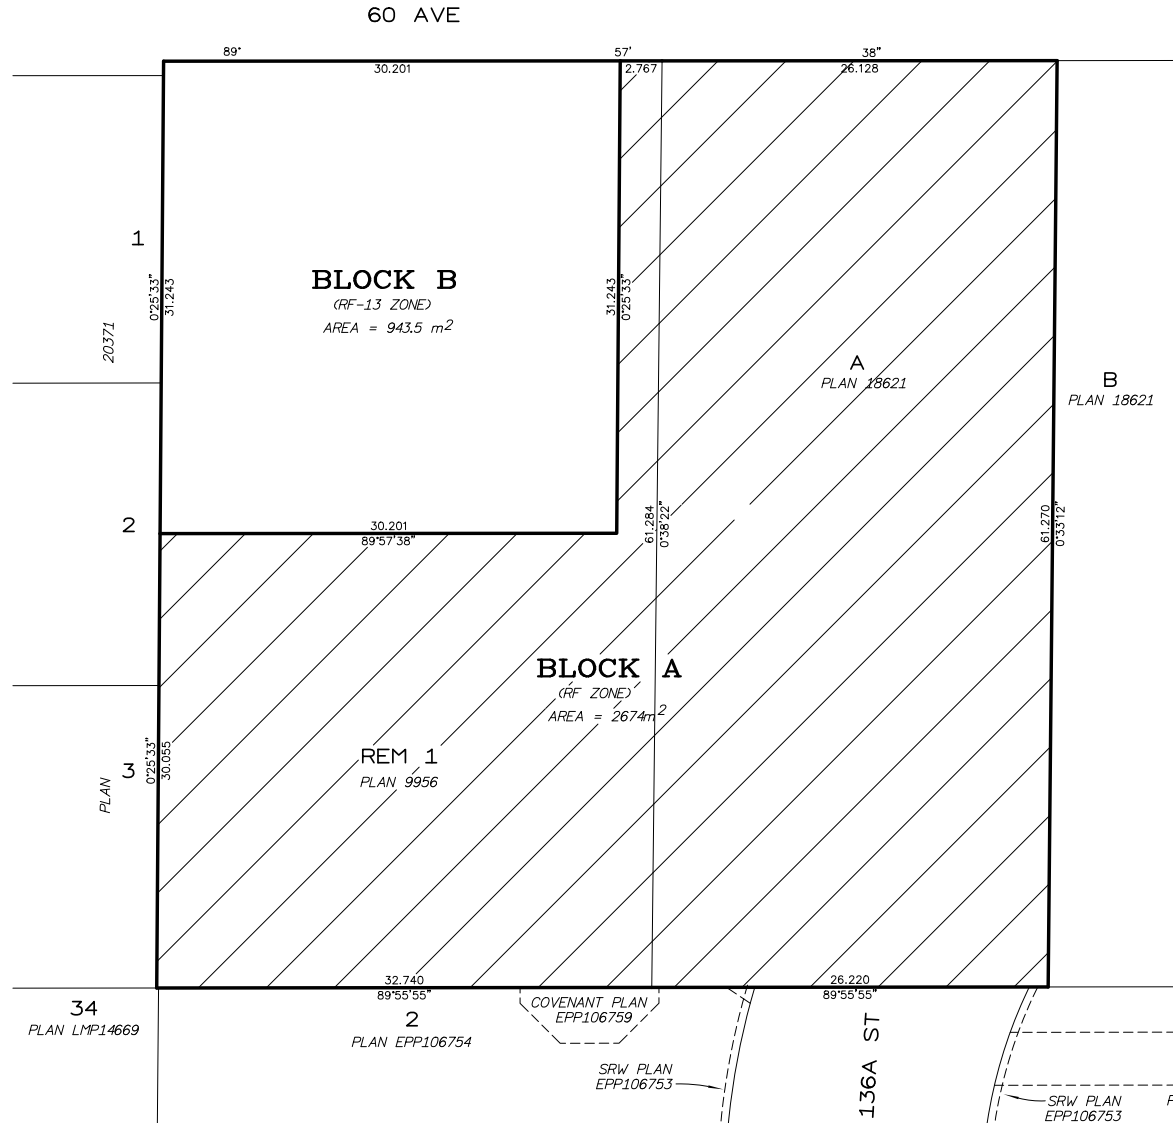 60 AVE
89° 57' 38"
30.201 2.767 26.128
1
BLOCK B
(RF-13 ZONE)
AREA = 943.5 m2
0°25'33"
31.243
31.243
0°25'33"
20371
A
PLAN 18621
B
PLAN 18621
2
30.201
89°57'38"
61.284
0°38'22"
61.270
0°33'12"
BLOCK A
(RF ZONE)
AREA = 2674m2
REM 1
PLAN 9956
3
0°25'33"
30.055
PLAN
32.740
89°55'55"
26.220
89°55'55"
34
PLAN LMP14669
2
PLAN EPP106754
COVENANT PLAN
EPP106759
SRW PLAN
EPP106753
136A ST
SRW PLAN
EPP106753